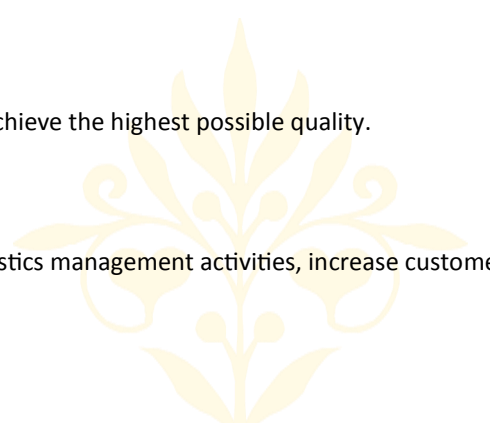 chieve the highest possible quality.
stics management activities, increase custome